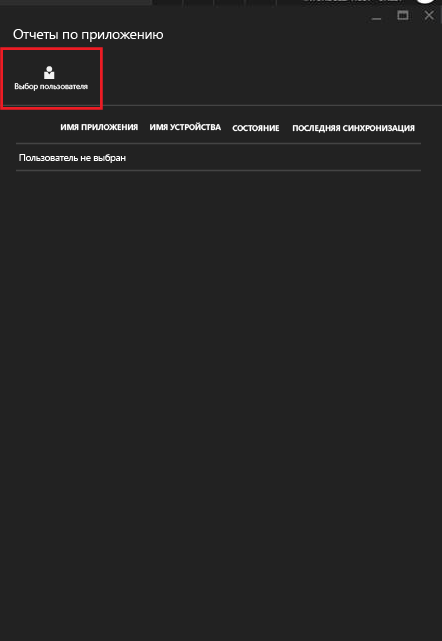 Отчеты по приложению
Выбор пользователя
ИМЯ ПРИЛОЖЕНИЯ ИМЯ УСТРОЙСТВА СОСТОЯНИЕ ПОСЛЕДНЯЯ СИНХРОНИЗАЦИЯ
Пользователь не выбран